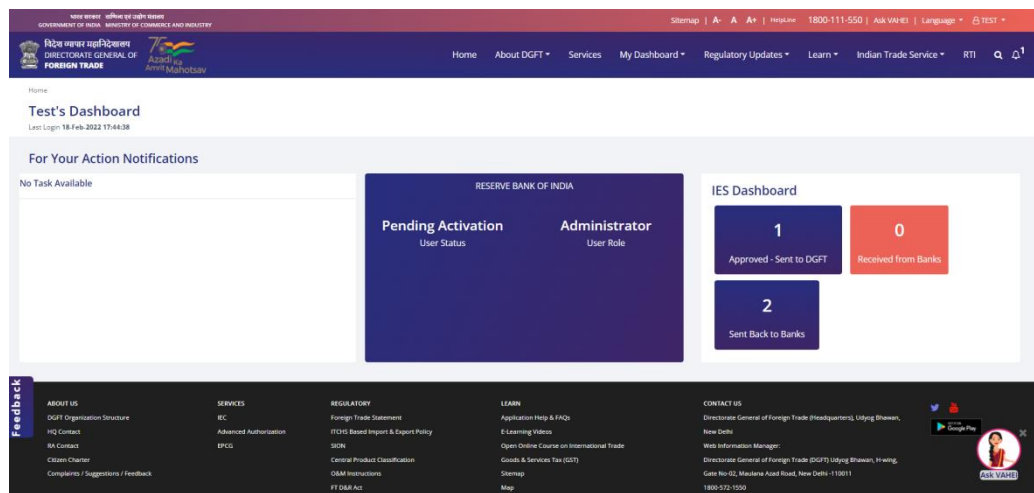 भारत सरकार वाणिज्य एवं उद्योग मंत्रालय
GOVERNMENT OF INDIA MINISTRY OF COMMERCE AND INDUSTRY
Sitemap | A- A A+ | HelpLine 1800-111-550 | Ask VAHEI | Language TEST
विदेश व्यापार महानिदेशालय
DIRECTORATE GENERAL OF
FOREIGN TRADE
75
Azadi Ka
Amrit Mahotsav
Home About DGFT Services My Dashboard Regulatory Updates Learn Indian Trade Service RTI 1
Home
Test's Dashboard
Last Login 18-Feb-2022 17:44:38
For Your Action Notifications
No Task Available
RESERVE BANK OF INDIA
Pending Activation
User Status
Administrator
User Role
IES Dashboard
1
Approved - Sent to DGFT
0
Received from Banks
2
Sent Back to Banks
Feedback
ABOUT US
DGFT Organization Structure
HQ Contact
RA Contact
Citizen Charter
Complaints / Suggestions / Feedback
SERVICES
IEC
Advanced Authorization
EPCG
REGULATORY
Foreign Trade Statement
ITCHS Based Import & Export Policy
SION
Central Product Classification
O&M Instructions
FT D&R Act
LEARN
Application Help & FAQs
E-Learning Videos
Open Online Course on International Trade
Goods & Services Tax (GST)
Sitemap
Map
CONTACT US
Directorate General of Foreign Trade (Headquarters), Udyog Bhawan,
New Delhi
Web Information Manager:
Directorate General of Foreign Trade (DGFT) Udyog Bhawan, H-wing,
Gate No-02, Maulana Azad Road, New Delhi -110011
1800-572-1550
Google Play
Ask VAHEI